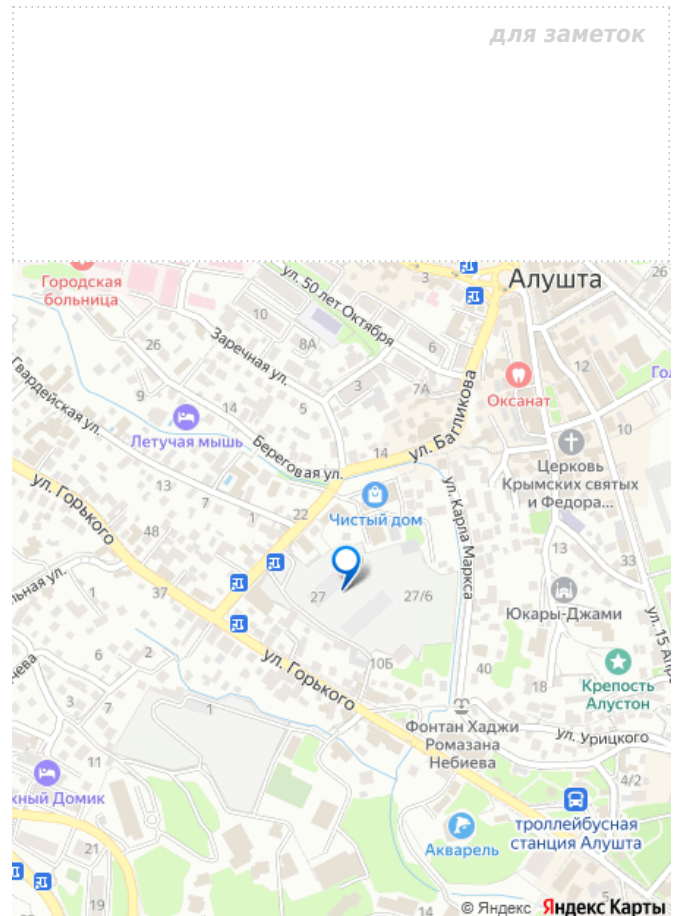 для заметок
Городская
больница
ул. 50 лет Октября
3
Алушта
26
10
8А
6
12
26
Заречная ул.
Оксанат
Гвардейская ул.
9
14
5
3
7А
ул. Багликова
10
Летучая мышь
Береговая ул.
14
Церковь
Крымских святых
и Федора...
ул. Горького
13
7
1
22
Чистый дом
ул. Карла Маркса
48
13
33
37
1
27
27/6
Юкары-Джами
6
2
ул. Горького
10Б
40
18
Крепость
Алустон
3
7
1
Фонтан Хаджи
Ромазана
Небиева
ул. Урицкого
11
4/2
троллейбусная
станция Алушта
Акварель
21
19
14
© Яндекс Яндекс Карты